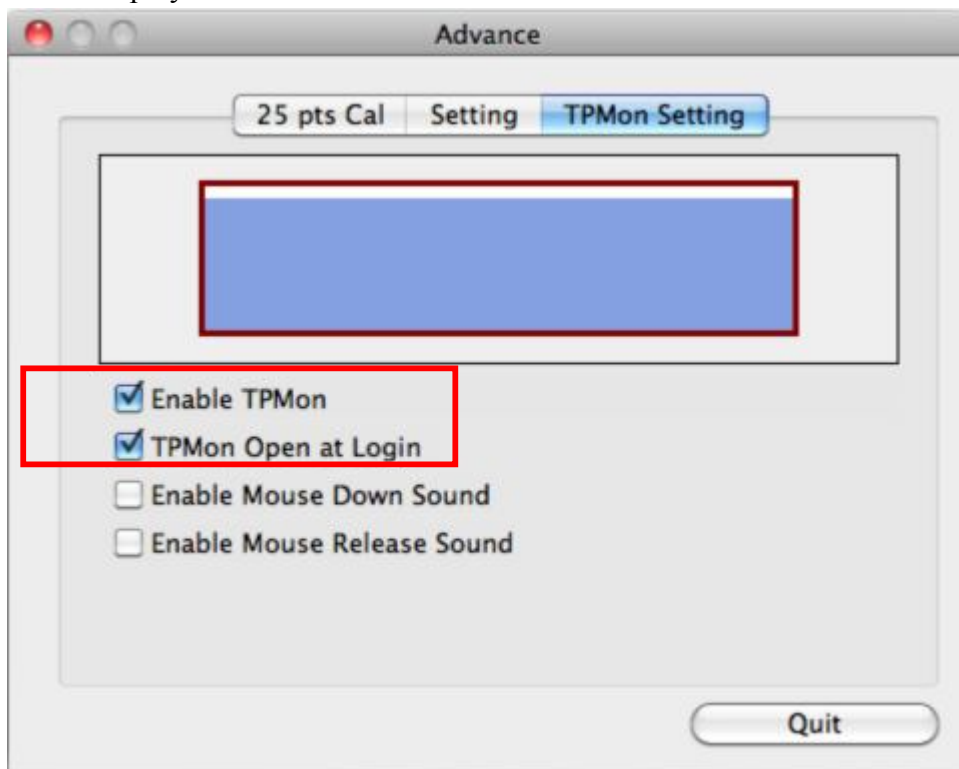 Advance
25 pts Cal Setting TPMon Setting
Enable TPMon
TPMon Open at Login
Enable Mouse Down Sound
Enable Mouse Release Sound
Quit